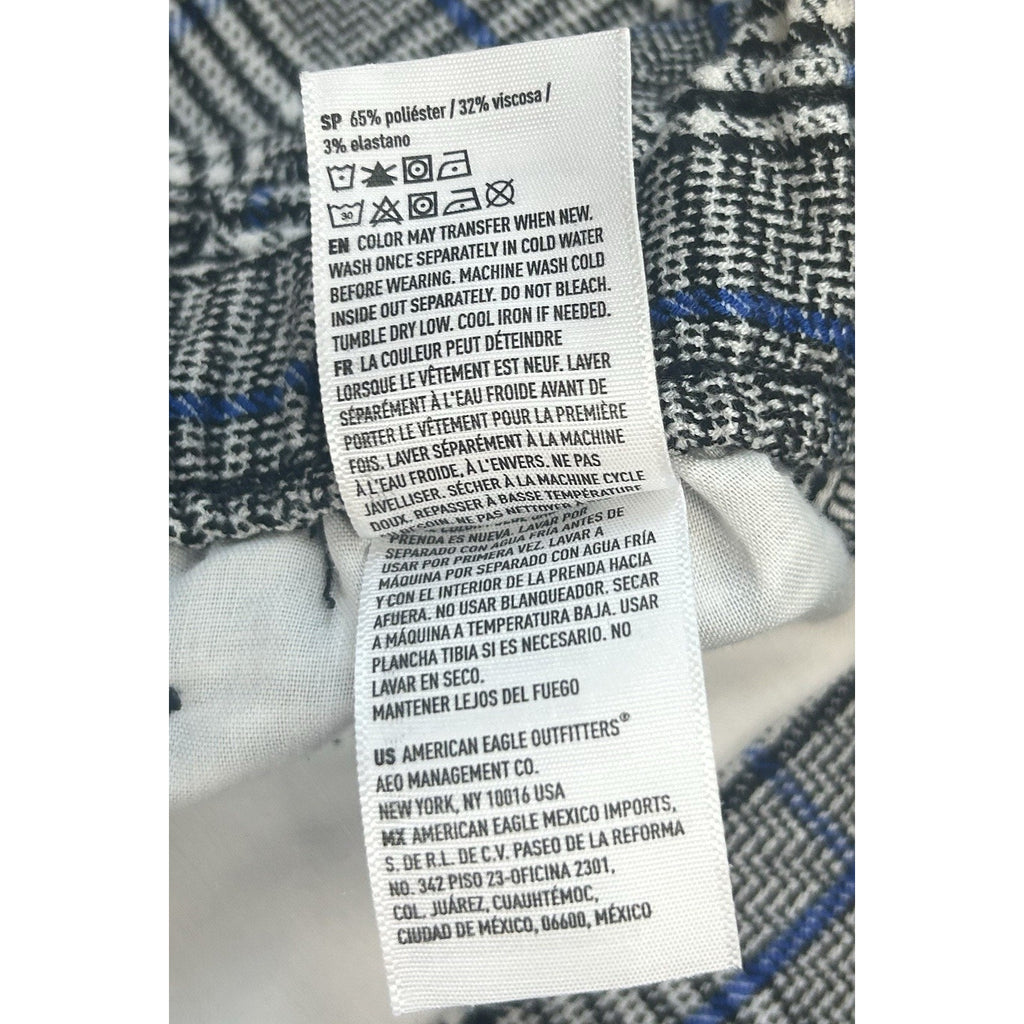 SP 65% poliéster / 32% viscosa /
3% elastano
30
EN COLOR MAY TRANSFER WHEN NEW.
WASH ONCE SEPARATELY IN COLD WATER
BEFORE WEARING. MACHINE WASH COLD
INSIDE OUT SEPARATELY. DO NOT BLEACH.
TUMBLE DRY LOW. COOL IRON IF NEEDED.
FR LA COULEUR PEUT DÉTEINDRE
LORSQUE LE VÊTEMENT EST NEUF. LAVER
SÉPARÉMENT À L'EAU FROIDE AVANT DE
PORTER LE VÊTEMENT POUR LA PREMIÈRE
FOIS. LAVER SÉPARÉMENT À LA MACHINE
À L'EAU FROIDE, À L'ENVERS. NE PAS
JAVELLISER. SÉCHER À LA MACHINE CYCLE
DOUX. REPASSER À BASSE TEMPÉRATURE
BESOIN. NE PAS NETTOYER À
PRENDA ES NUEVA. LAVAR POR
SEPARADO CON AGUA FRÍA ANTES DE
USAR POR PRIMERA VEZ. LAVAR A
MÁQUINA POR SEPARADO CON AGUA FRÍA
Y CON EL INTERIOR DE LA PRENDA HACIA
AFUERA. NO USAR BLANQUEADOR. SECAR
A MÁQUINA A TEMPERATURA BAJA. USAR
PLANCHA TIBIA SI ES NECESARIO. NO
LAVAR EN SECO.
MANTENER LEJOS DEL FUEGO
US AMERICAN EAGLE OUTFITTERS®
AEO MANAGEMENT CO.
NEW YORK, NY 10016 USA
MX AMERICAN EAGLE MEXICO IMPORTS,
S. DE R.L. DE C.V. PASEO DE LA REFORMA
NO. 342 PISO 23-OFICINA 2301,
COL. JUÁREZ, CUAUHTÉMOC,
CIUDAD DE MÉXICO, 06600, MÉXICO